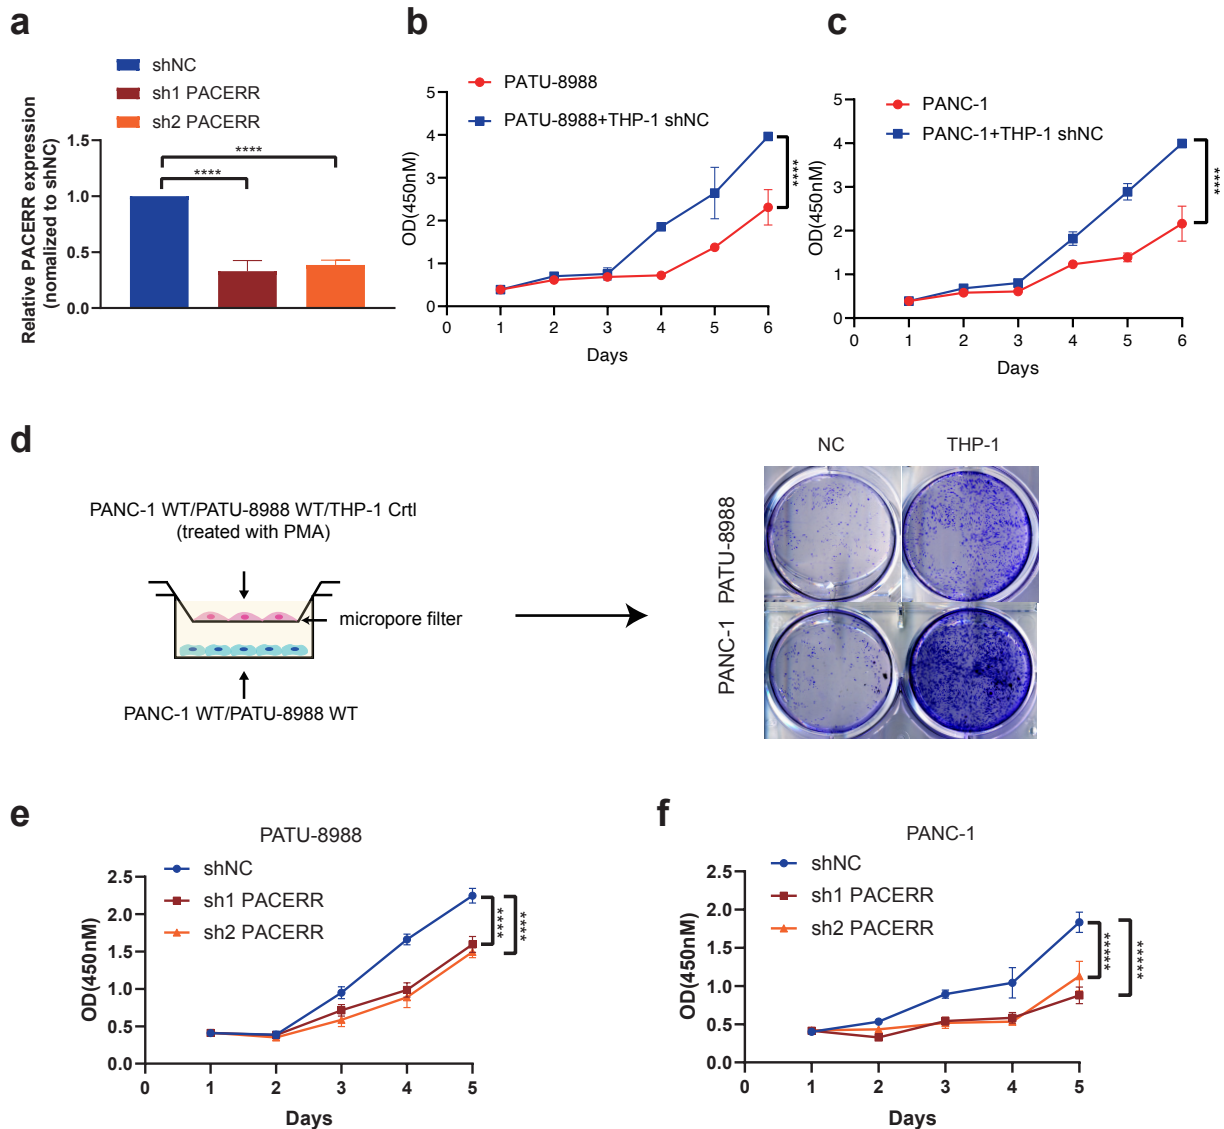 a
shNC
sh1 PACERR
sh2 PACERR
Relative PACERR expression
(nomalized to shNC)
1.5
1.0
0.5
0.0
****
****
b
PATU-8988
PATU-8988+THP-1 shNC
OD(450nM)
5
4
3
2
1
0
0 1 2 3 4 5 6
Days
****
c
PANC-1
PANC-1+THP-1 shNC
OD(450nM)
5
4
3
2
1
0
0 1 2 3 4 5 6
Days
****
d
PANC-1 WT/PATU-8988 WT/THP-1 Crtl
(treated with PMA)
micropore filter
PANC-1 WT/PATU-8988 WT
NC THP-1
PATU-8988
PANC-1
e
PATU-8988
shNC
sh1 PACERR
sh2 PACERR
OD(450nM)
2.5
2.0
1.5
1.0
0.5
0.0
0 1 2 3 4 5
Days
****
****
f
PANC-1
shNC
sh1 PACERR
sh2 PACERR
OD(450nM)
2.5
2.0
1.5
1.0
0.5
0.0
0 1 2 3 4 5
Days
*****
*****